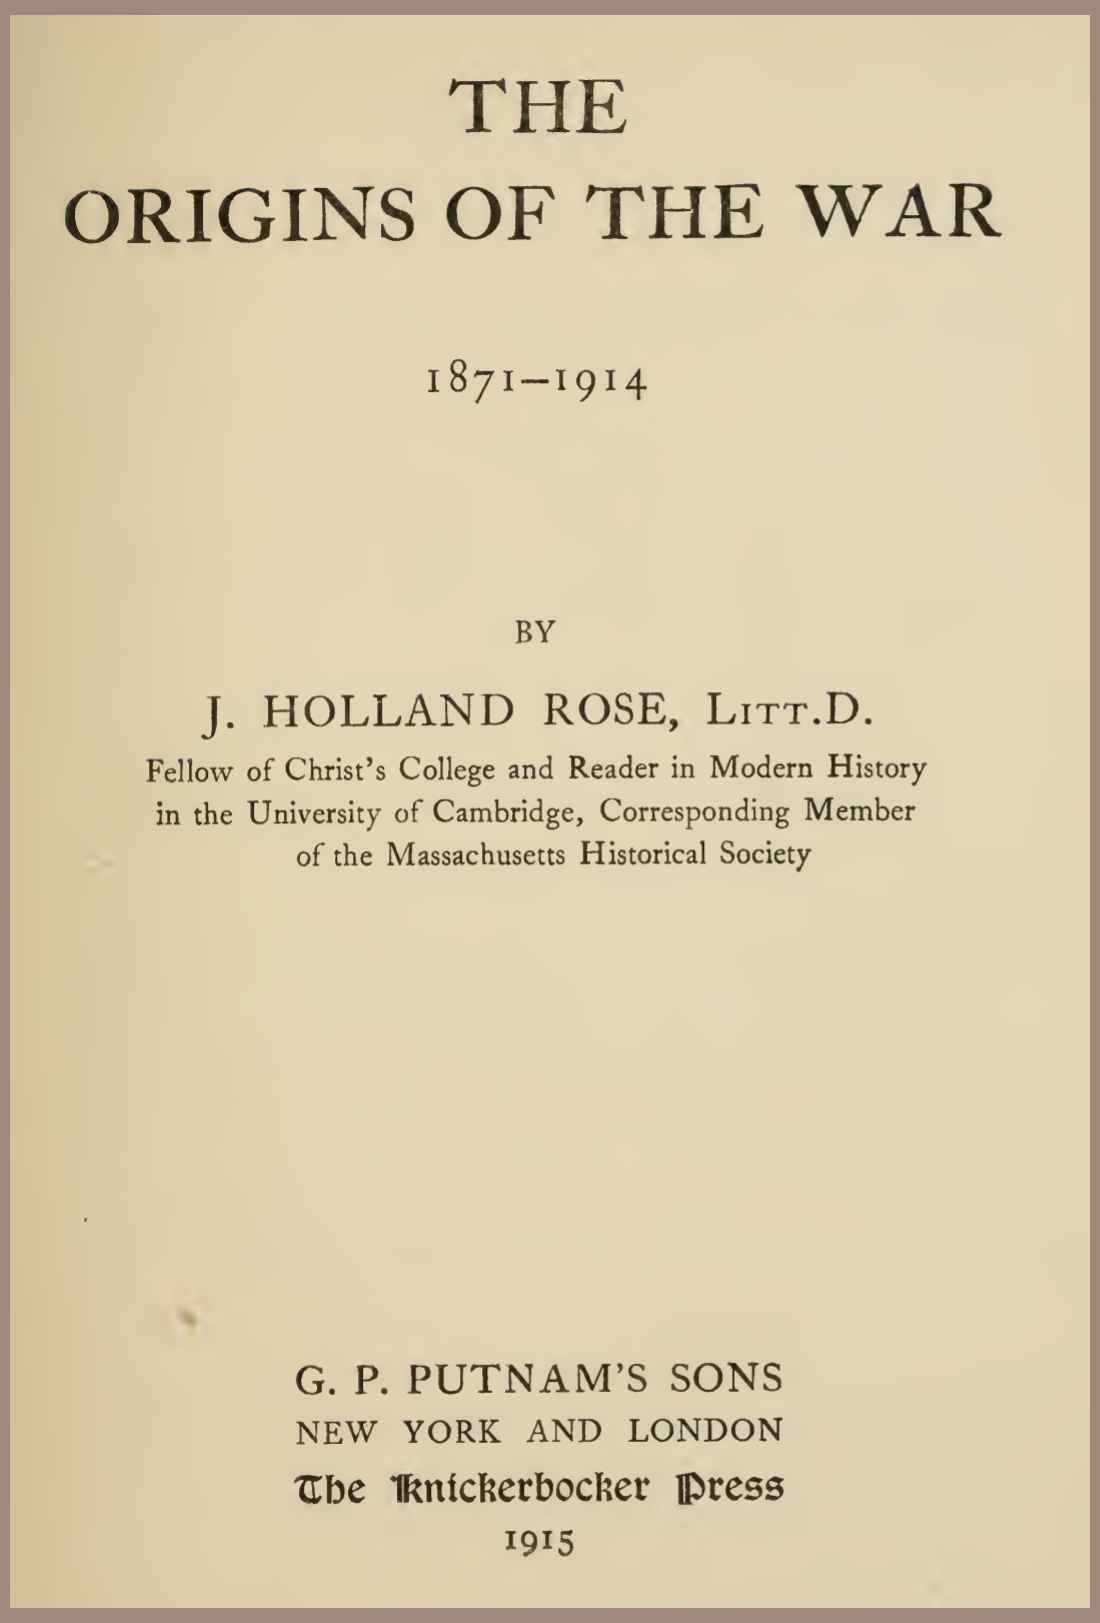 THE
ORIGINS OF THE WAR
1871–1914
BY
J. HOLLAND ROSE, LITT.D.
Fellow of Christ's College and Reader in Modern History
in the University of Cambridge, Corresponding Member
of the Massachusetts Historical Society
G. P. PUTNAM'S SONS
NEW YORK AND LONDON
The Knickerbocker Press
1915